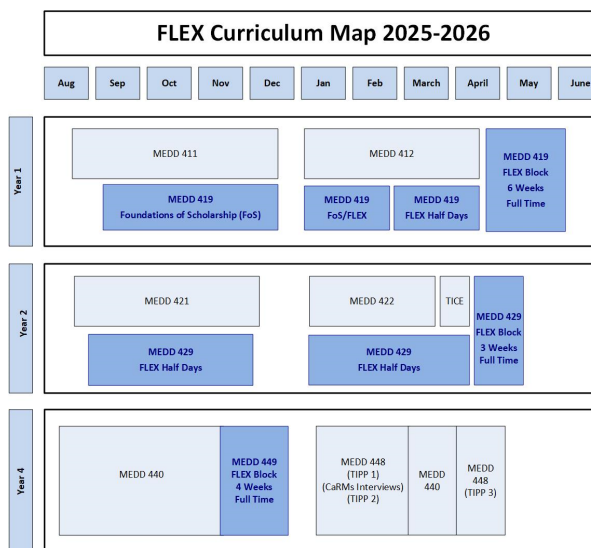 FLEX Curriculum Map 2025-2026
Aug
Sep
Oct
Nov
Dec
Jan
Feb
March
April
May
June
Year 1
MEDD 411
MEDD 412
MEDD 419
FLEX Block
6 Weeks
Full Time
MEDD 419
Foundations of Scholarship (FoS)
MEDD 419
FoS/FLEX
MEDD 419
FLEX Half Days
Year 2
MEDD 421
MEDD 422
TICE
MEDD 429
FLEX Block
3 Weeks
Full Time
MEDD 429
FLEX Half Days
MEDD 429
FLEX Half Days
Year 4
MEDD 440
MEDD 449
FLEX Block
4 Weeks
Full Time
MEDD 448
(TIPP 1)
(CaRMs Interviews)
(TIPP 2)
MEDD
440
MEDD
448
(TIPP 3)